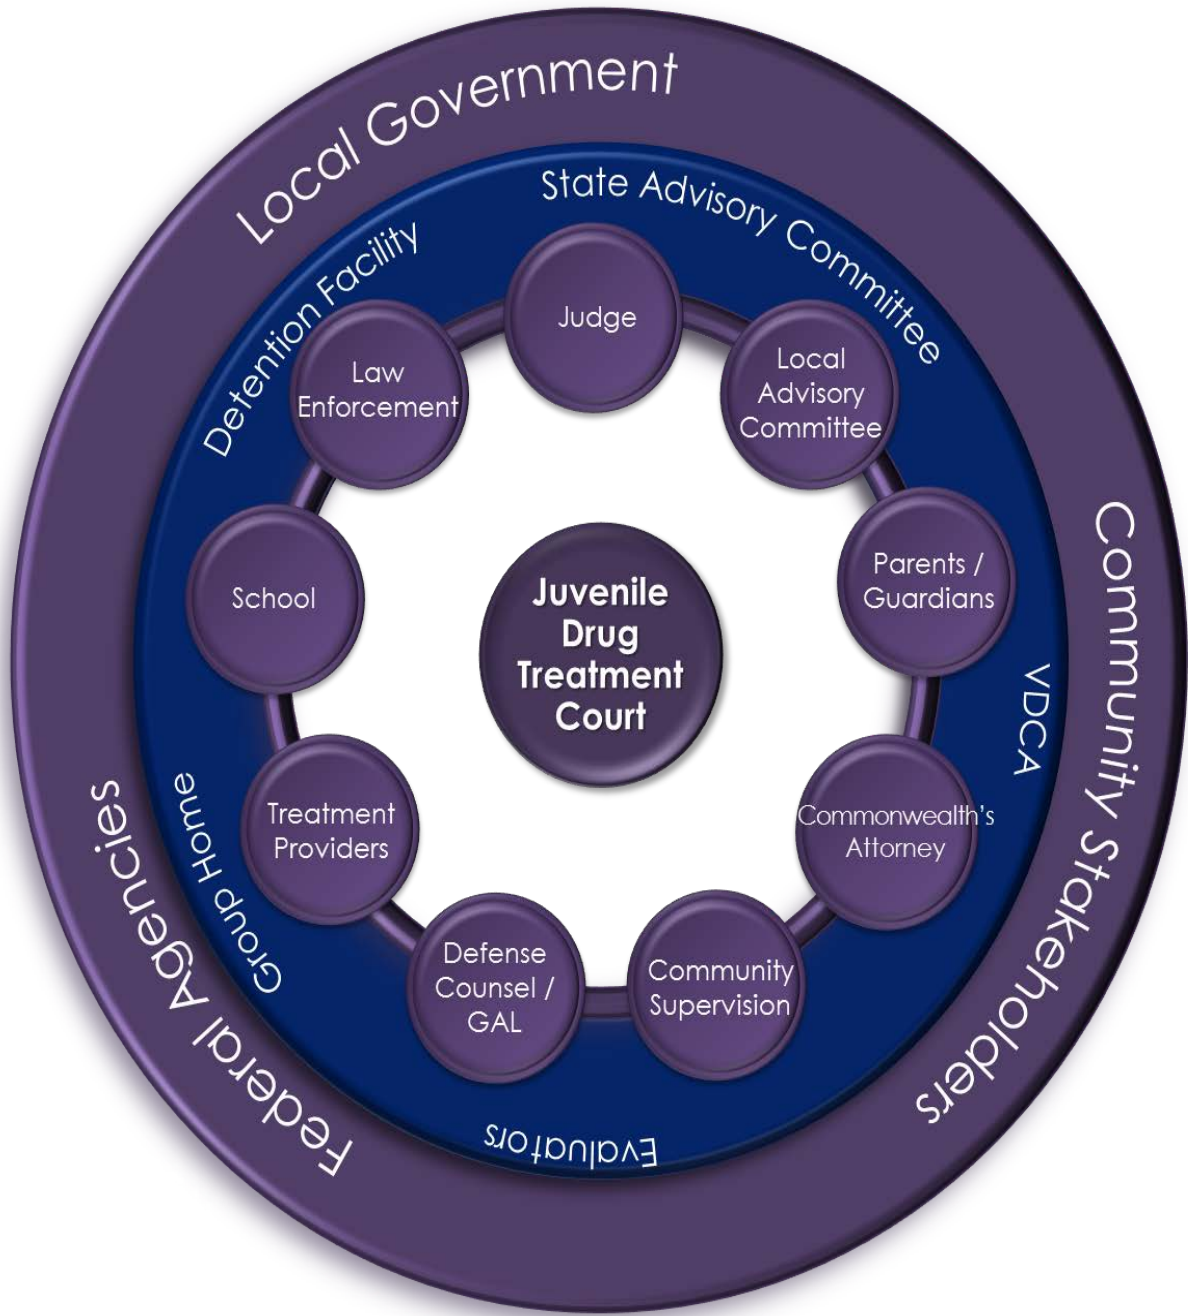 Local Government
State Advisory Committee
Detention Facility
Judge
Law
Enforcement
Local
Advisory
Committee
School
Parents /
Guardians
Juvenile
Drug
Treatment
Court
VDCA
Community Stakeholders
Treatment
Providers
Commonwealth's
Attorney
Group Home
Federal Agencies
Defense
Counsel /
GAL
Community
Supervision
Evaluators